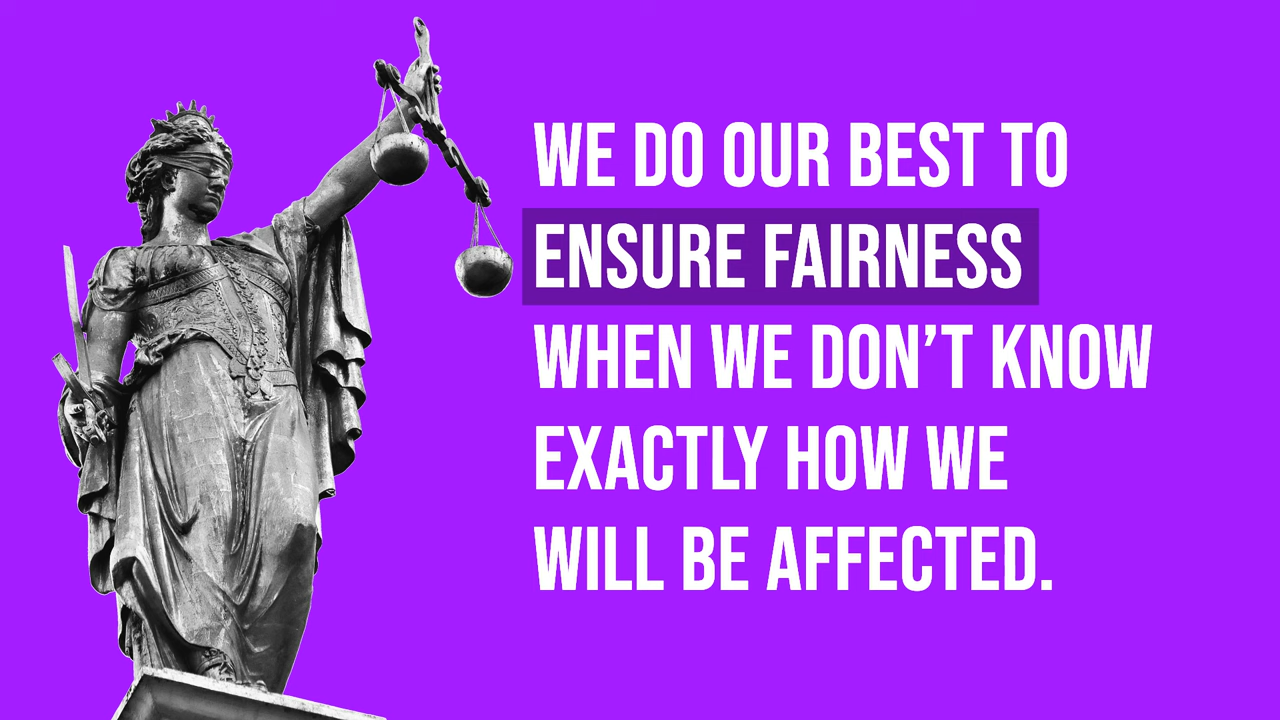 WE DO OUR BEST TO
ENSURE FAIRNESS
WHEN WE DON’T KNOW
EXACTLY HOW WE
WILL BE AFFECTED.